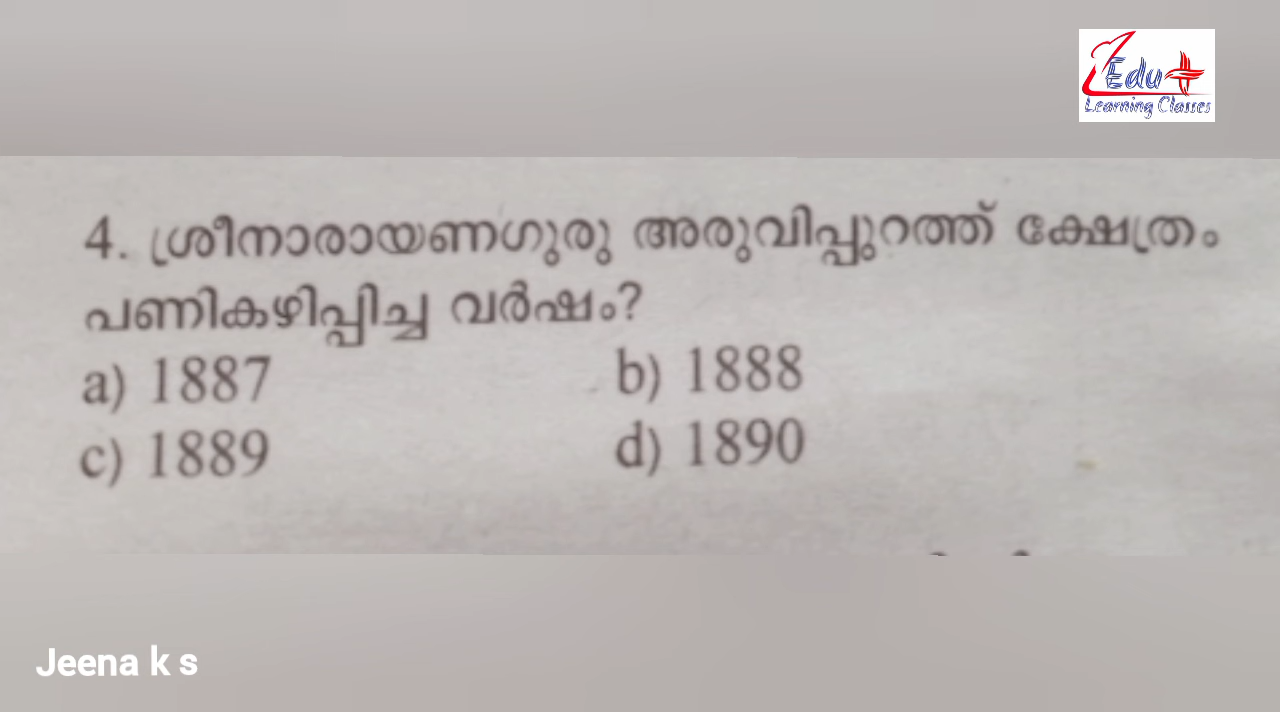 Edu+
Learning Classes
4. ശ്രീനാരായണഗുരു അരുവിപ്പുറത്ത് ക്ഷേത്രം
പണികഴിപ്പിച്ച വർഷം?
a) 1887 b) 1888
c) 1889 d) 1890
Jeena k s